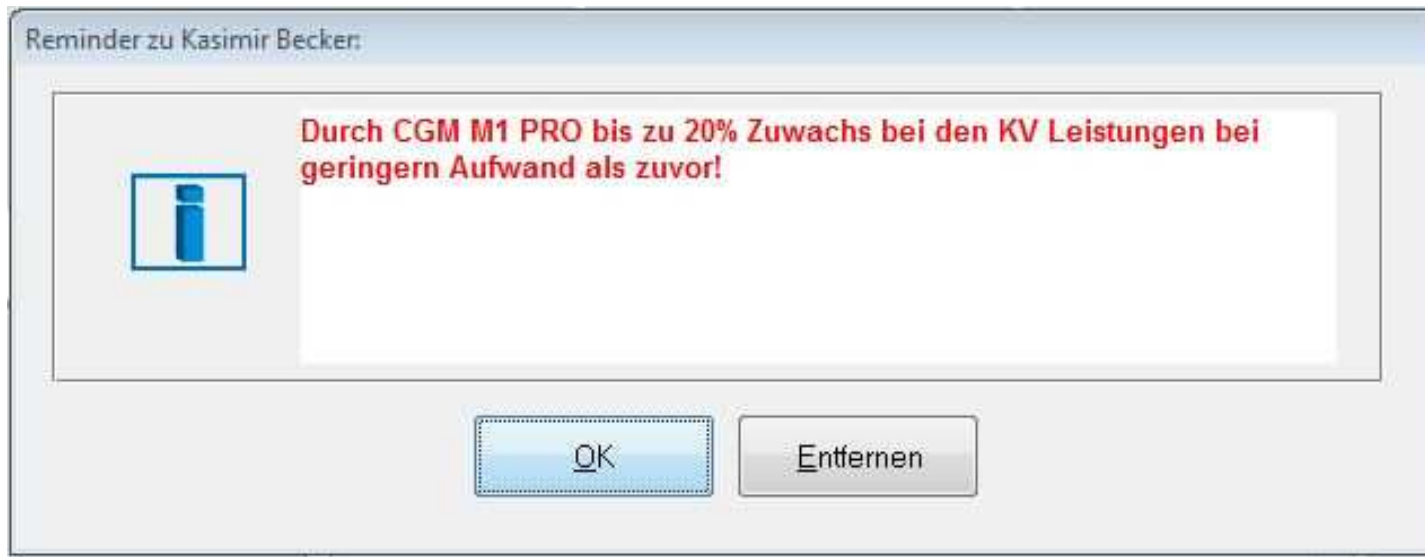 Reminder zu Kasimir Becker:
Durch CGM M1 PRO bis zu 20% Zuwachs bei den KV Leistungen bei
geringern Aufwand als zuvor!
OK
Entfernen